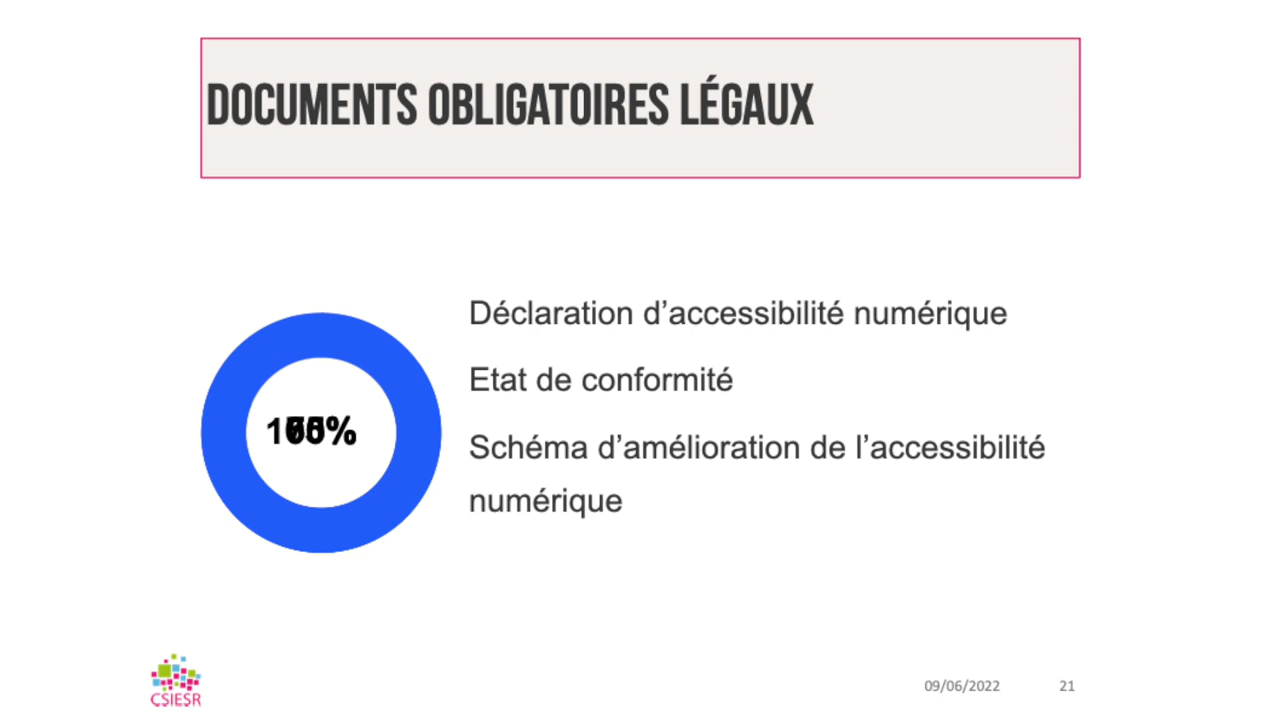 DOCUMENTS OBLIGATOIRES LÉGAUX
Déclaration d’accessibilité numérique
Etat de conformité
Schéma d’amélioration de l’accessibilité
numérique
CSIESR
09/06/2022
21